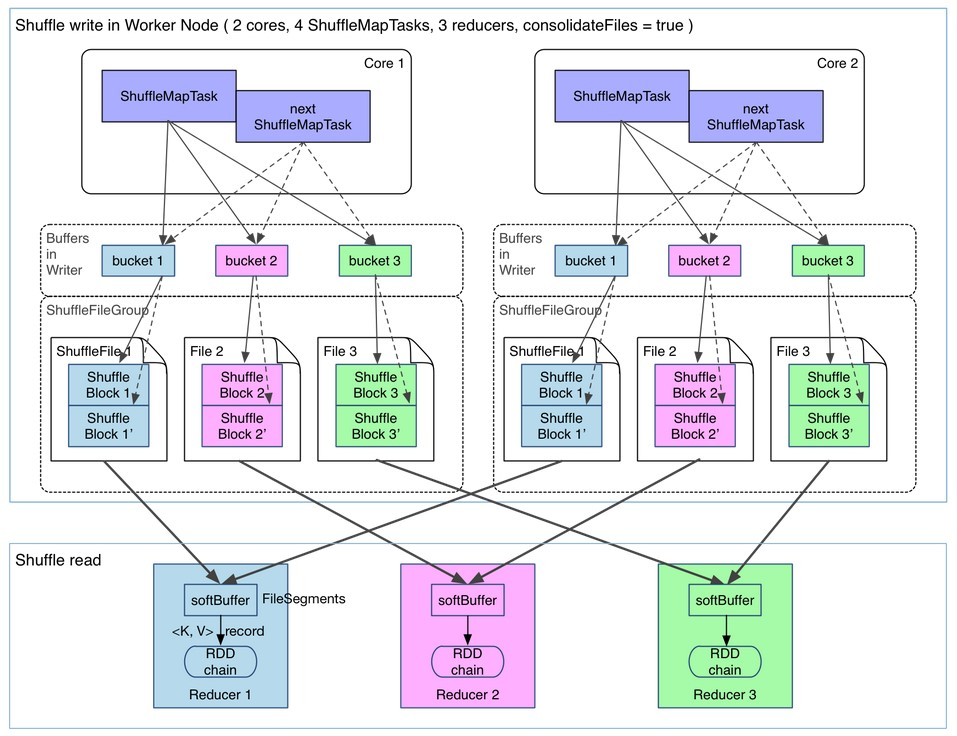 Shuffle write in Worker Node ( 2 cores, 4 ShuffleMapTasks, 3 reducers, consolidateFiles = true )
Core 1
ShuffleMapTask
next
ShuffleMapTask
Core 2
ShuffleMapTask
next
ShuffleMapTask
Buffers
in
Writer
bucket 1
bucket 2
bucket 3
Buffers
in
Writer
bucket 1
bucket 2
bucket 3
ShuffleFileGroup
ShuffleFile 1
Shuffle
Block 1
Shuffle
Block 1’
File 2
Shuffle
Block 2
Shuffle
Block 2’
File 3
Shuffle
Block 3
Shuffle
Block 3’
ShuffleFileGroup
ShuffleFile 1
Shuffle
Block 1
Shuffle
Block 1’
File 2
Shuffle
Block 2
Shuffle
Block 2’
File 3
Shuffle
Block 3
Shuffle
Block 3’
Shuffle read
softBuffer
FileSegments
<K, V> record
RDD
chain
Reducer 1
softBuffer
RDD
chain
Reducer 2
softBuffer
RDD
chain
Reducer 3